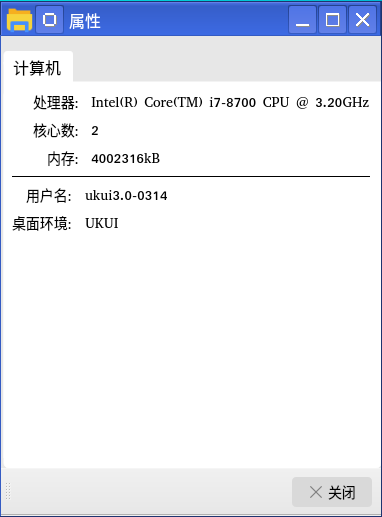 属性
计算机
处理器: Intel(R) Core(TM) i7-8700 CPU @ 3.20GHz
核心数: 2
内存: 4002316kB
用户名: ukui3.0-0314
桌面环境: UKUI
关闭